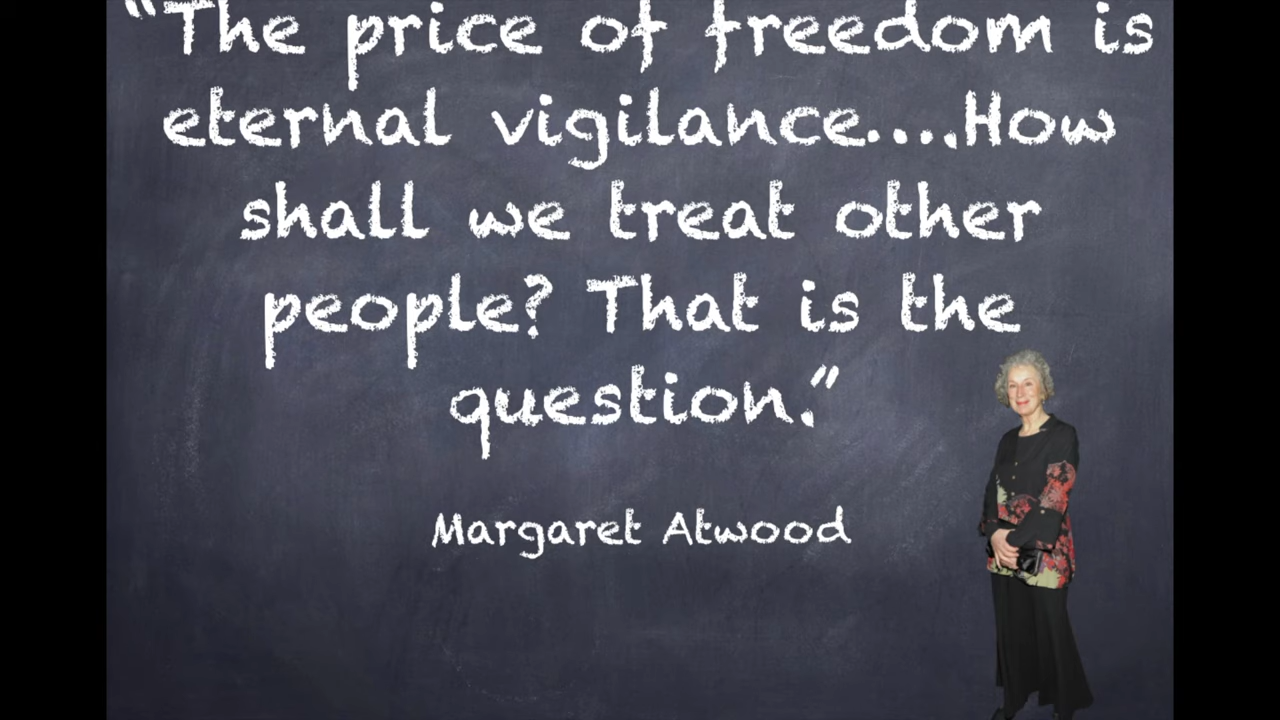 “The price of freedom is
eternal vigilance....How
shall we treat other
people? That is the
question.”
Margaret Atwood